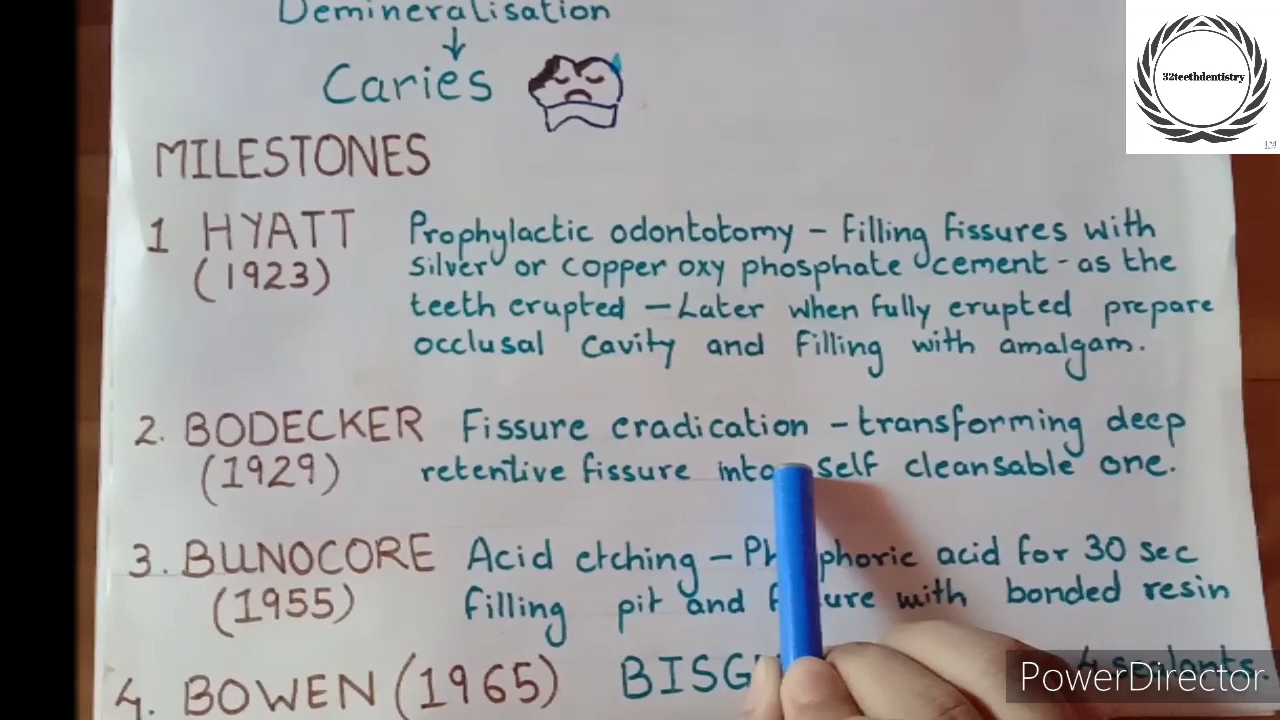 Demineralisation
↓
Caries
32teethdentistry
MILESTONES
1 HYATT Prophylactic odontotomy - filling fissures with
(1923) silver or copper oxy phosphate cement - as the
teeth erupted - Later when fully erupted prepare
occlusal cavity and filling with amalgam.
2. BODECKER Fissure eradication - transforming deep
(1929) retentive fissure into self cleansable one.
3. BUNOCORE Acid etching - Ph phoric acid for 30 sec
(1955) filling pit and f ure with bonded resin
4. BOWEN (1965) BISG sealants.
PowerDirector